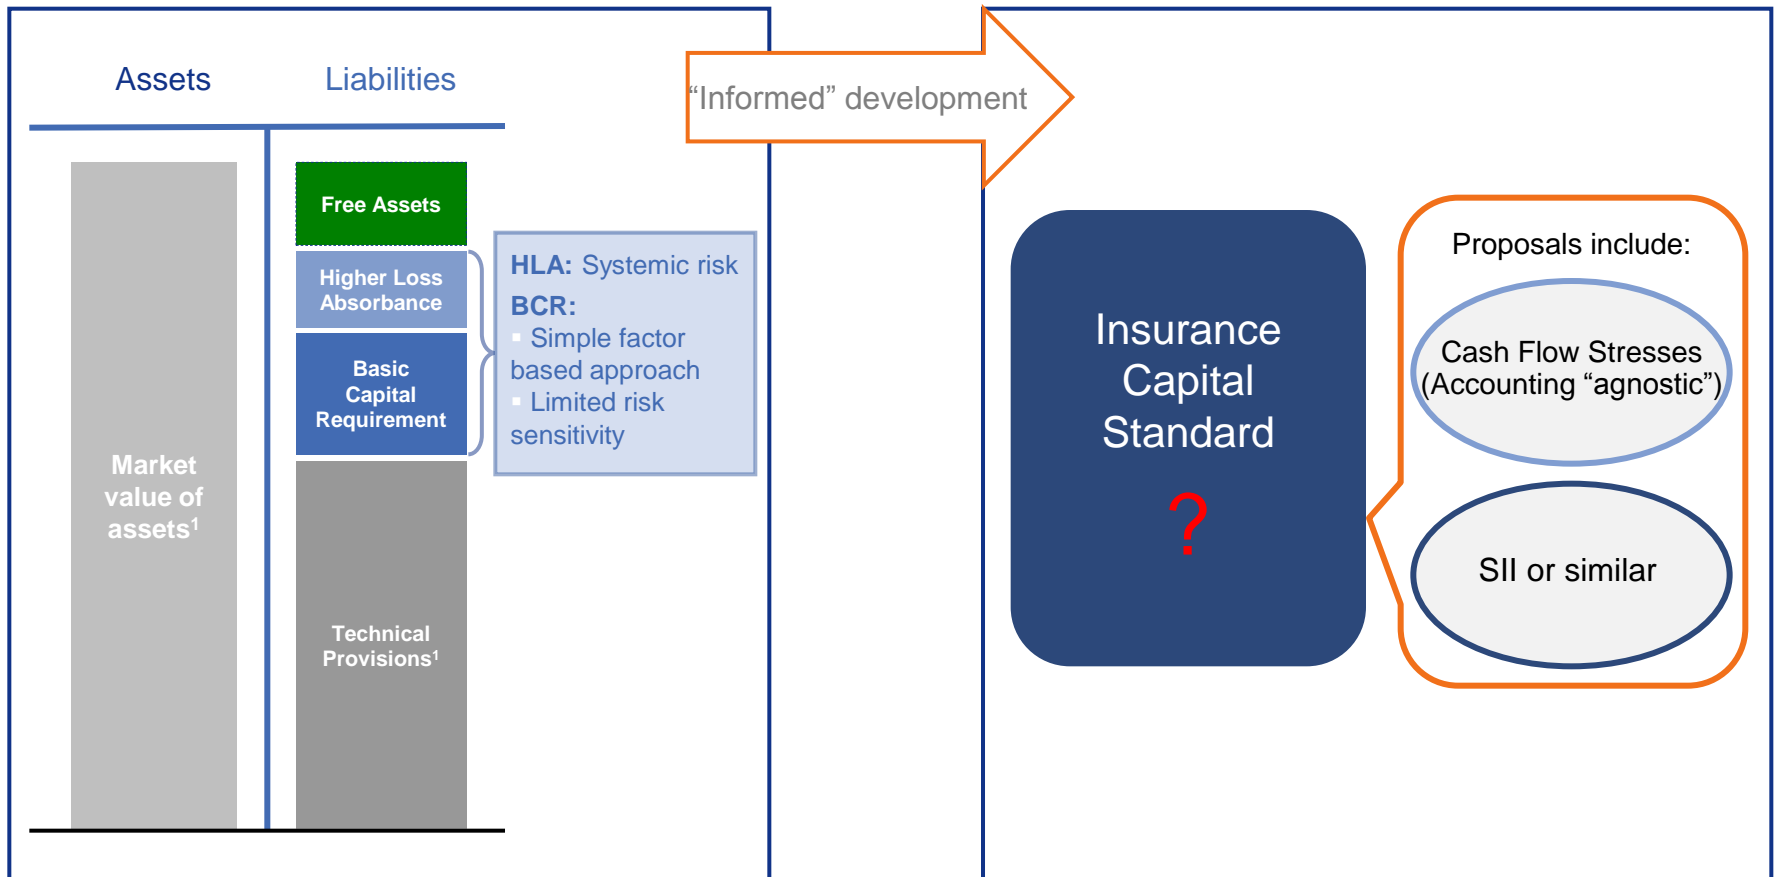 Assets
Liabilities
Market
value of
assets¹
Free Assets
Higher Loss
Absorbance
Basic
Capital
Requirement
Technical
Provisions¹
HLA: Systemic risk
BCR:
▪ Simple factor
based approach
▪ Limited risk
sensitivity
“Informed” development
Insurance
Capital
Standard
?
Proposals include:
Cash Flow Stresses
(Accounting “agnostic”)
SII or similar